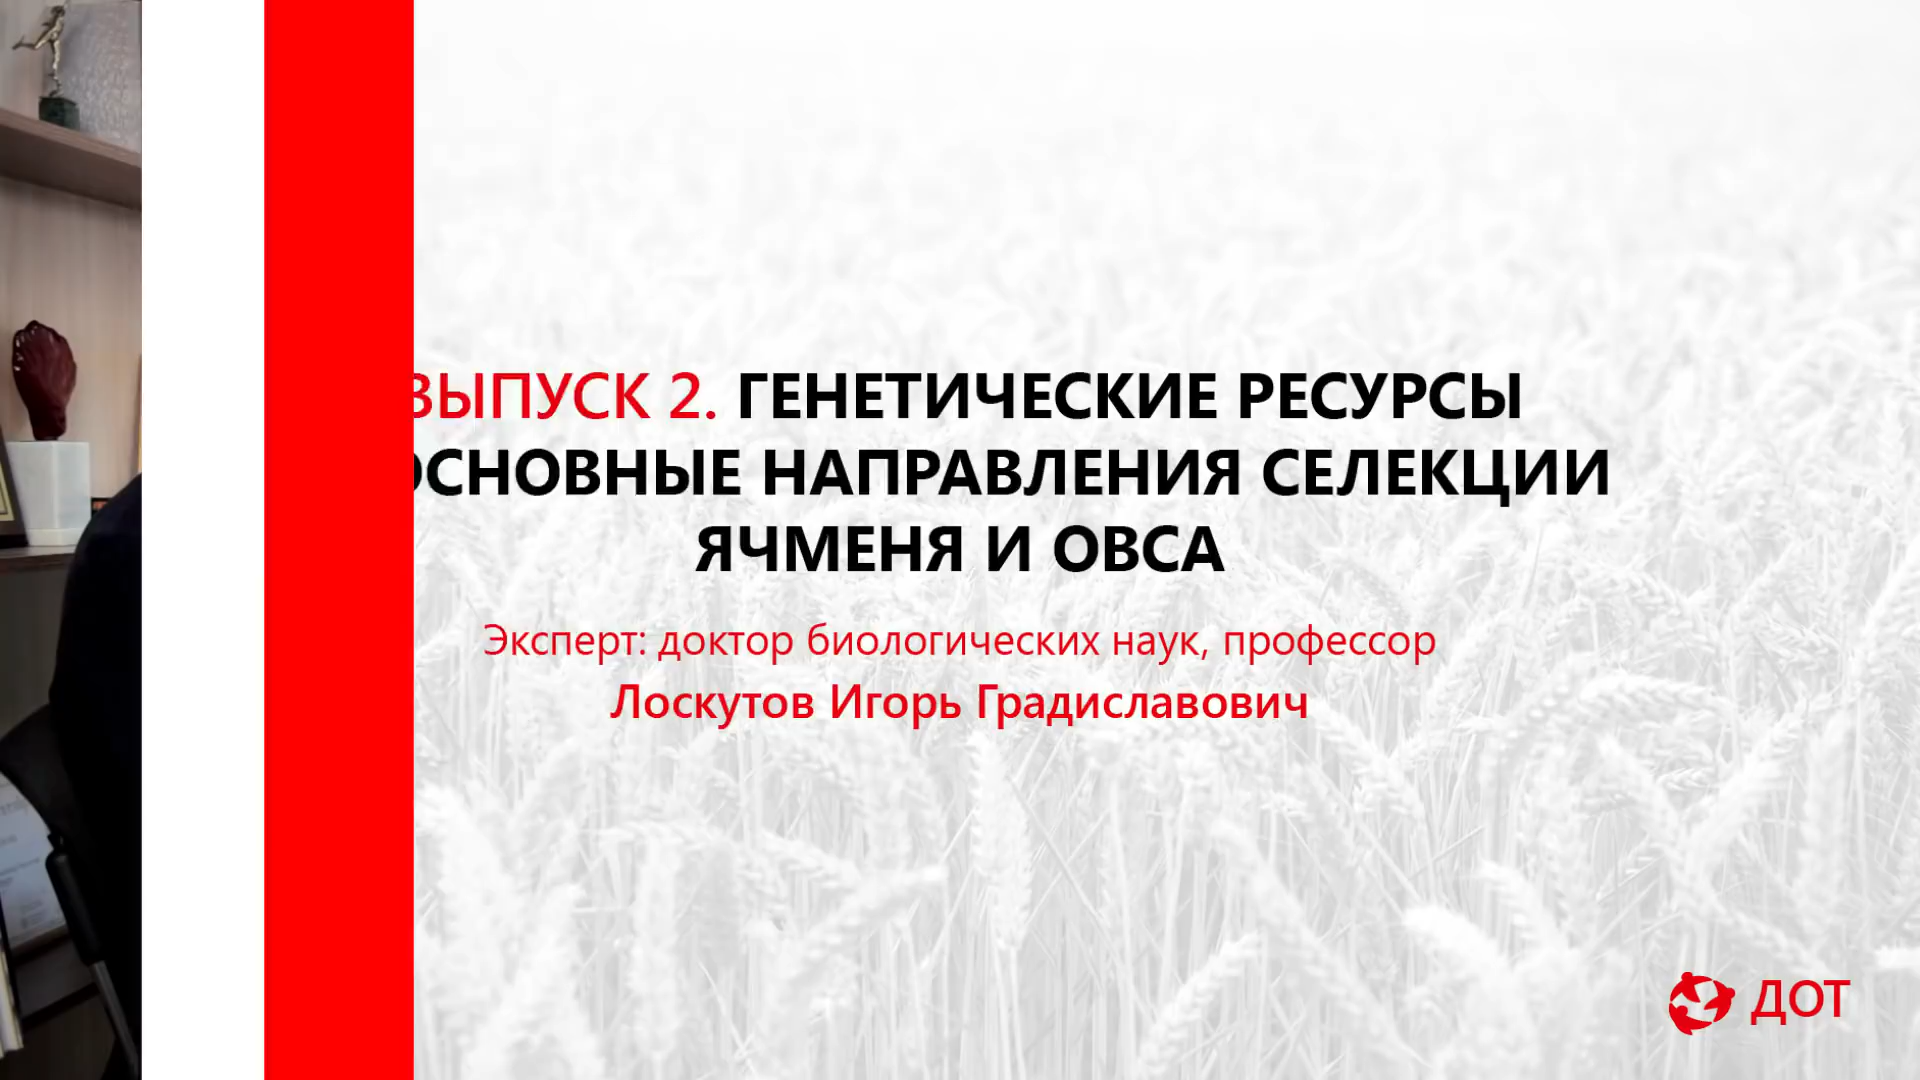 ВЫПУСК 2. ГЕНЕТИЧЕСКИЕ РЕСУРСЫ
ОСНОВНЫЕ НАПРАВЛЕНИЯ СЕЛЕКЦИИ
ЯЧМЕНЯ И ОВСА
Эксперт: доктор биологических наук, профессор
Лоскутов Игорь Градиславович
ДОТ